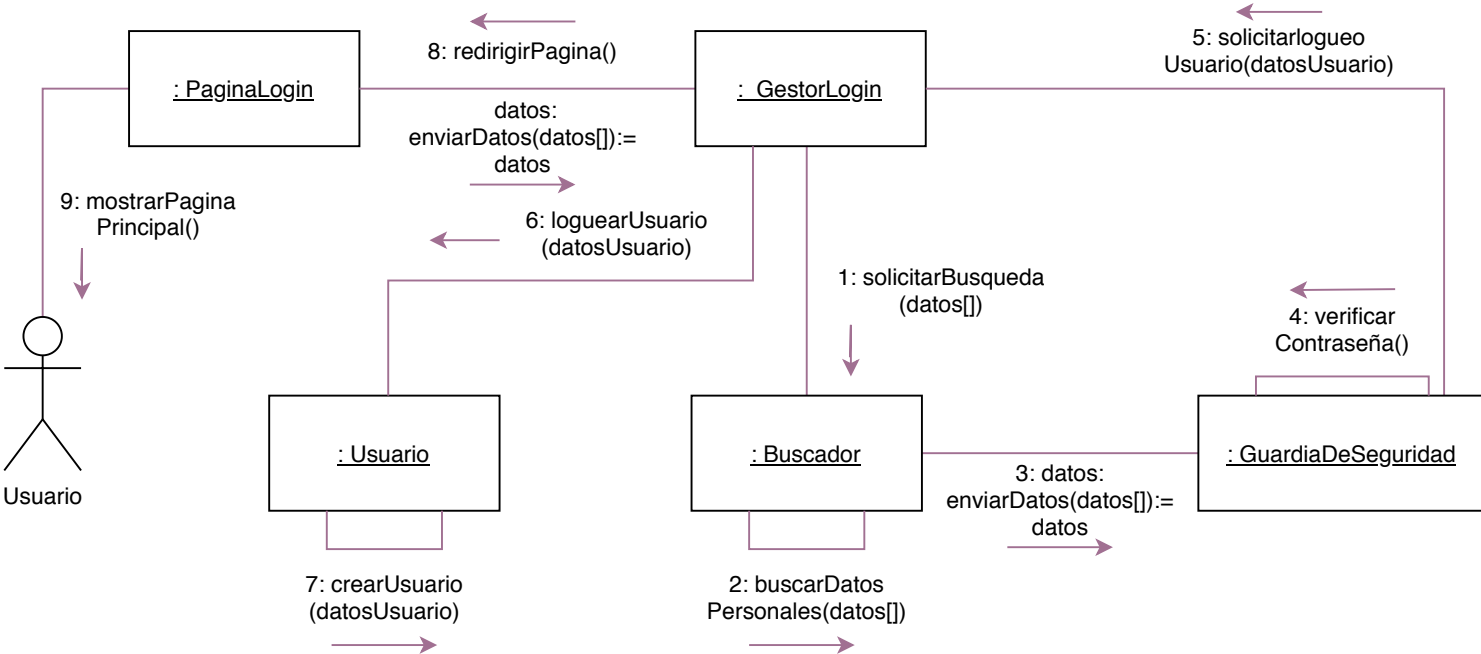 8: redirigirPagina()
5: solicitarlogueo
Usuario(datosUsuario)
: PaginaLogin
: GestorLogin
datos:
enviarDatos(datos[]):=
datos
9: mostrarPagina
Principal()
6: loguearUsuario
(datosUsuario)
1: solicitarBusqueda
(datos[])
4: verificar
Contraseña()
: Usuario
: Buscador
: GuardiaDeSeguridad
Usuario
3: datos:
enviarDatos(datos[]):=
datos
7: crearUsuario
(datosUsuario)
2: buscarDatos
Personales(datos[])